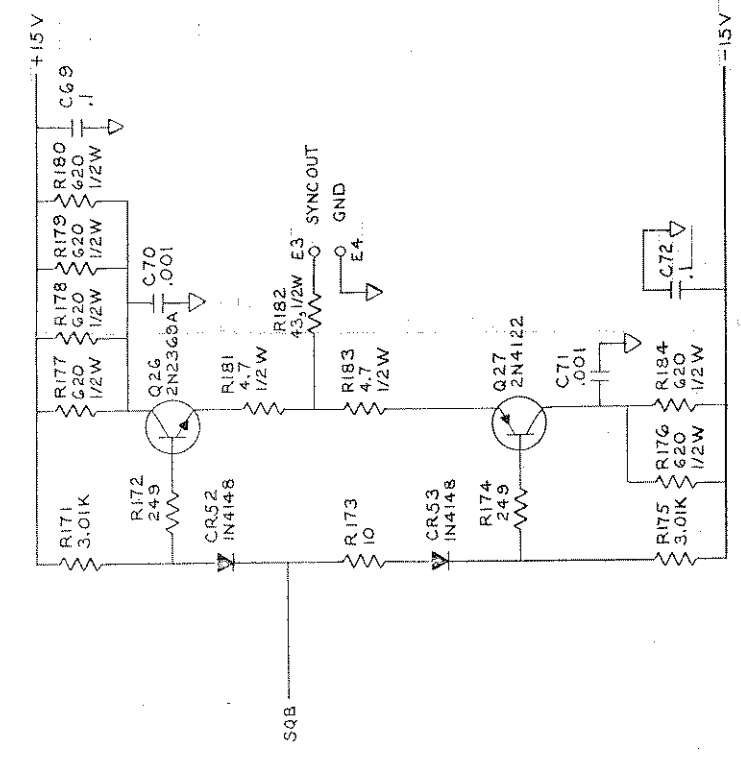 +15V
C69
.1
R180
620
1/2W
R179
620
1/2W
R178
620
1/2W
R177
620
1/2W
C70
.001
R171
3.01K
Q26
2N2369A
R172
249
CR52
1N4148
R181
4.7
1/2W
R182
43,1/2W
E3
SYNCOUT
GND
E4
SQB
R173
10
R183
4.7
1/2W
CR53
1N4148
R174
249
Q27
2N4122
C71
.001
C72
.1
R175
3.01K
R176
620
1/2W
R184
620
1/2W
-15V